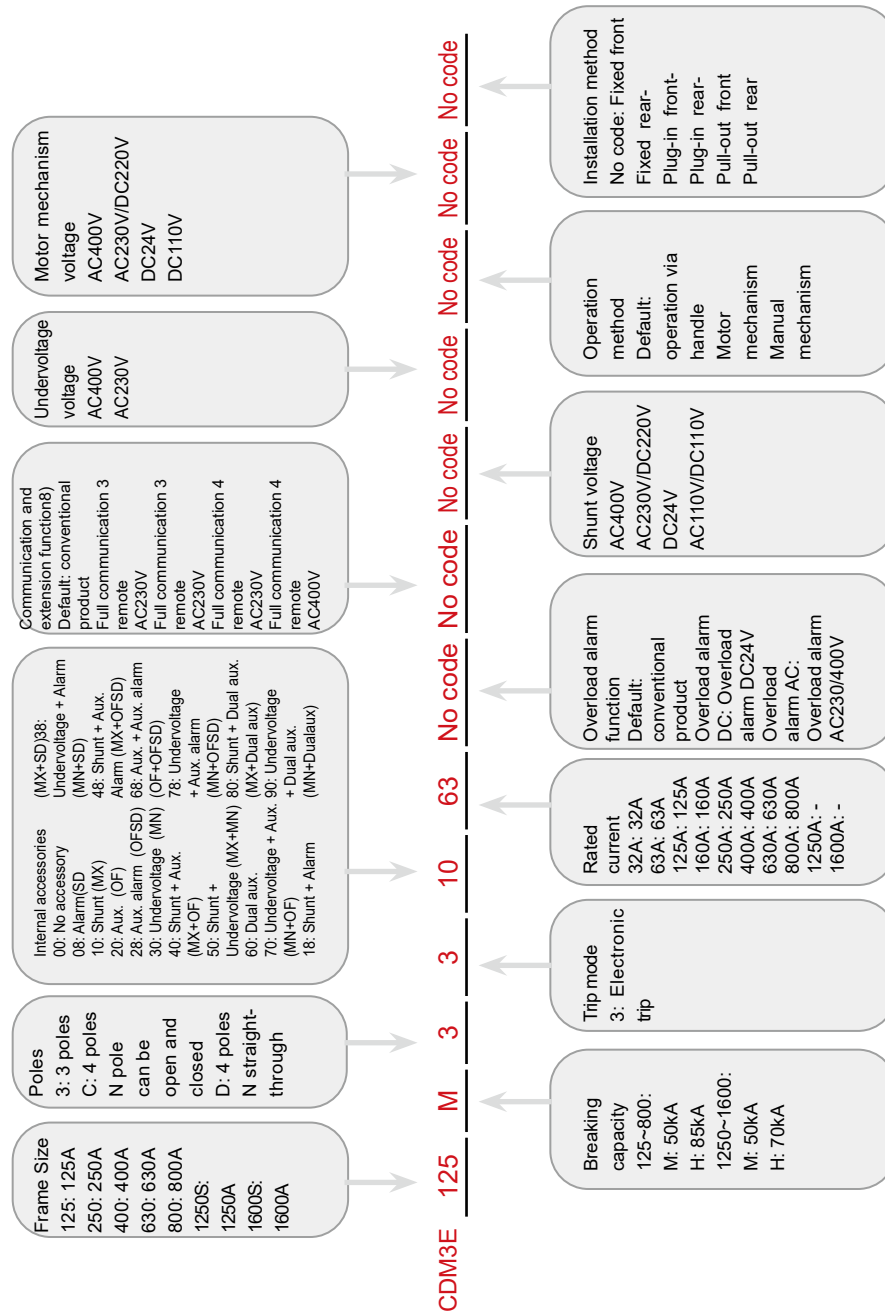 Frame Size
125: 125A
250: 250A
400: 400A
630: 630A
800: 800A
1250S:
1250A
1600S:
1600A
Poles
3: 3 poles
C: 4 poles
N pole
can be
open and
closed
D: 4 poles
N straight-
through
Internal accessories
00: No accessory
08: Alarm(SD
10: Shunt (MX)
20: Aux. (OF)
28: Aux. alarm (OFSD)
30: Undervoltage (MN)
40: Shunt + Aux.
(MX+OF)
50: Shunt +
Undervoltage (MX+MN)
60: Dual aux.
70: Undervoltage + Aux.
(MN+OF)
18: Shunt + Alarm
(MX+SD)38:
Undervoltage + Alarm
(MN+SD)
48: Shunt + Aux.
Alarm (MX+OFSD)
68: Aux. + Aux. alarm
(OF+OFSD)
78: Undervoltage
+ Aux. alarm
(MN+OFSD)
80: Shunt + Dual aux.
(MX+Dual aux)
90: Undervoltage
+ Dual aux.
(MN+Dualaux)
Communication and
extension function8)
Default: conventional
product
Full communication 3
remote
AC230V
Full communication 3
remote
AC230V
Full communication 4
remote
AC230V
Full communication 4
remote
AC400V
Undervoltage
voltage
AC400V
AC230V
Motor mechanism
voltage
AC400V
AC230V/DC220V
DC24V
DC110V
CDM3E 125 M 3 3 10 63 No code No code No code No code No code No code No code
Breaking
capacity
125~800:
M: 50kA
H: 85kA
1250~1600:
M: 50kA
H: 70kA
Trip mode
3: Electronic
trip
Rated
current
32A: 32A
63A: 63A
125A: 125A
160A: 160A
250A: 250A
400A: 400A
630A: 630A
800A: 800A
1250A: -
1600A: -
Overload alarm
function
Default:
conventional
product
Overload alarm
DC: Overload
alarm DC24V
Overload
alarm AC:
Overload alarm
AC230/400V
Shunt voltage
AC400V
AC230V/DC220V
DC24V
AC110V/DC110V
Operation
method
Default:
operation via
handle
Motor
mechanism
Manual
mechanism
Installation method
No code: Fixed front
Fixed rear-
Plug-in front-
Plug-in rear-
Pull-out front
Pull-out rear